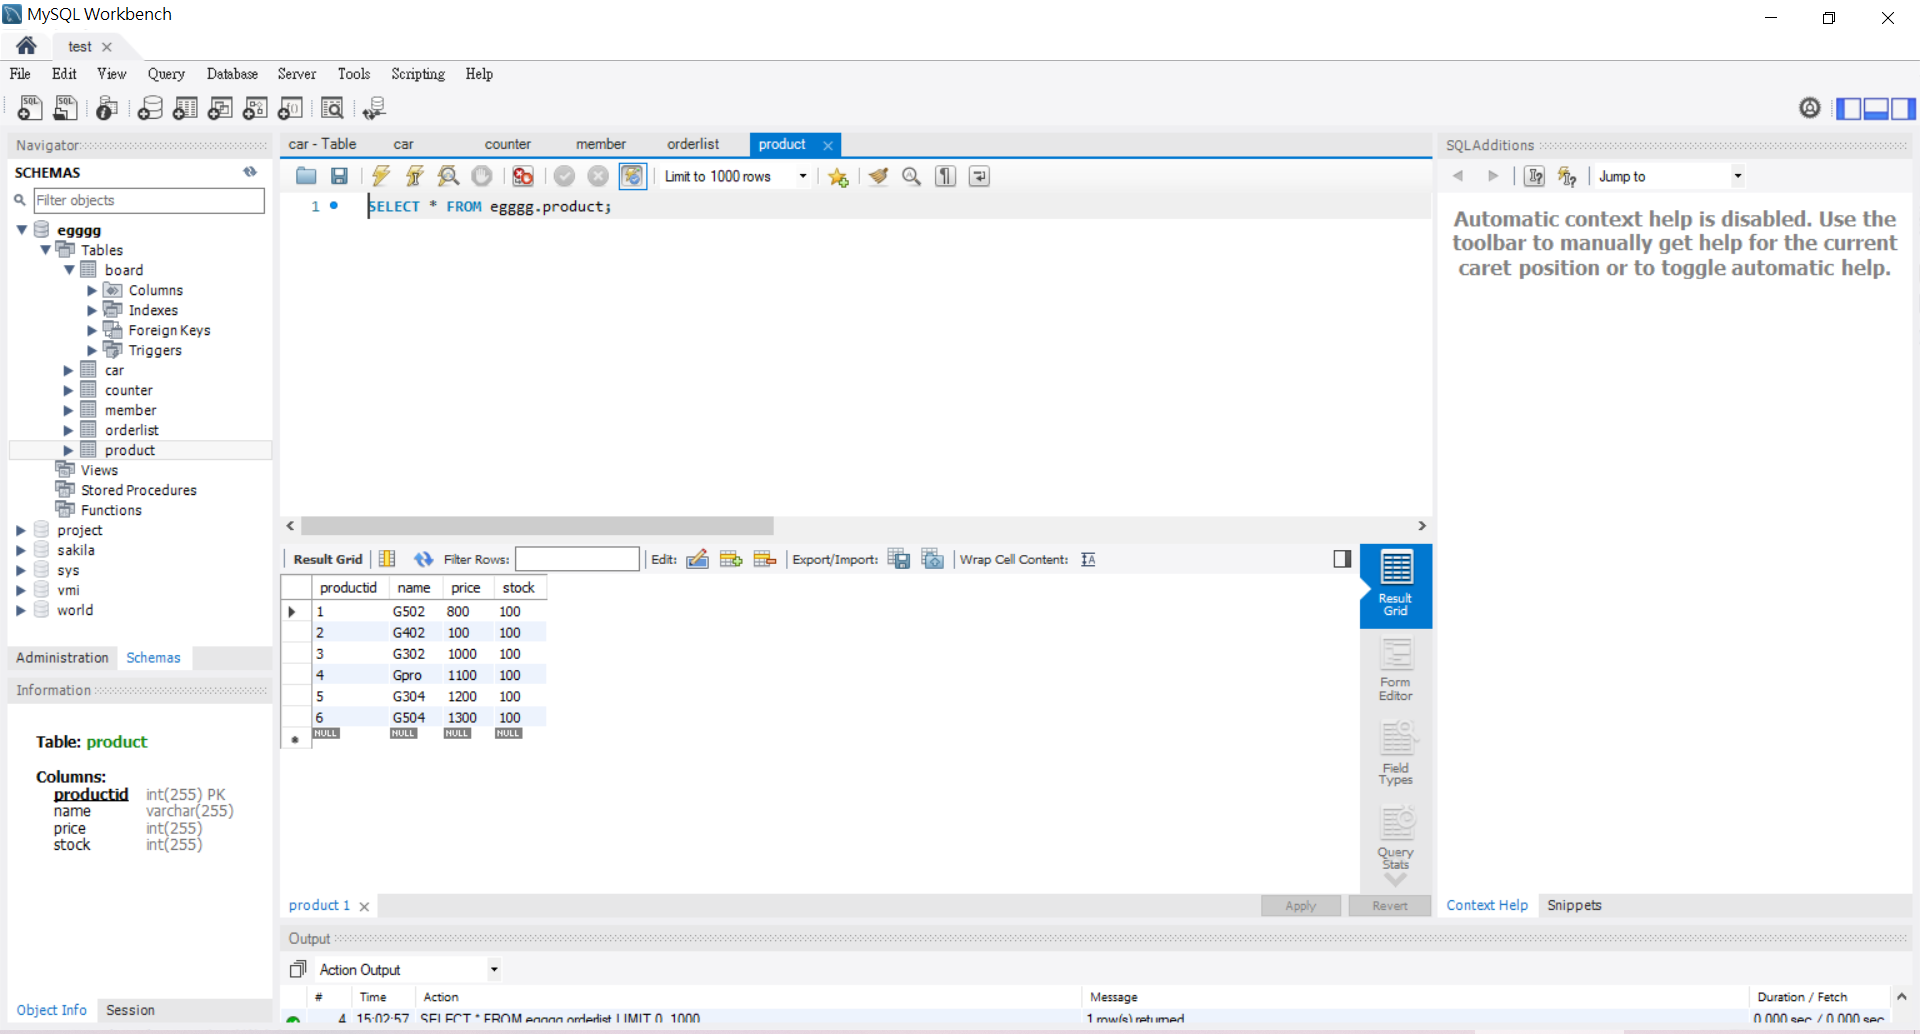 MySQL Workbench
test
File Edit View Query Database Server Tools Scripting Help
Navigator
SCHEMAS
Filter objects
egggg
Tables
board
Columns
Indexes
Foreign Keys
Triggers
car
counter
member
orderlist
product
Views
Stored Procedures
Functions
project
sakila
sys
vmi
world
Administration Schemas
Information
Table: product
Columns:
productid int(255) PK
name varchar(255)
price int(255)
stock int(255)
Object Info Session
car - Table car counter member orderlist product
Limit to 1000 rows
1 SELECT * FROM egggg.product;
Result Grid Filter Rows: Edit: Export/Import: Wrap Cell Content:
productid name price stock
1 G502 800 100
2 G402 100 100
3 G302 1000 100
4 Gpro 1100 100
5 G304 1200 100
6 G504 1300 100
NULL NULL NULL NULL
Result
Grid
Form
Editor
Field
Types
Query
Stats
product 1 Apply Revert
Output
Action Output
# Time Action Message Duration / Fetch
4 15:02:57 SELECT * FROM egggg.orderlist LIMIT 0, 1000 1 row(s) returned 0.000 sec / 0.000 sec
SQLAdditions
Jump to
Automatic context help is disabled. Use the
toolbar to manually get help for the current
caret position or to toggle automatic help.
Context Help Snippets